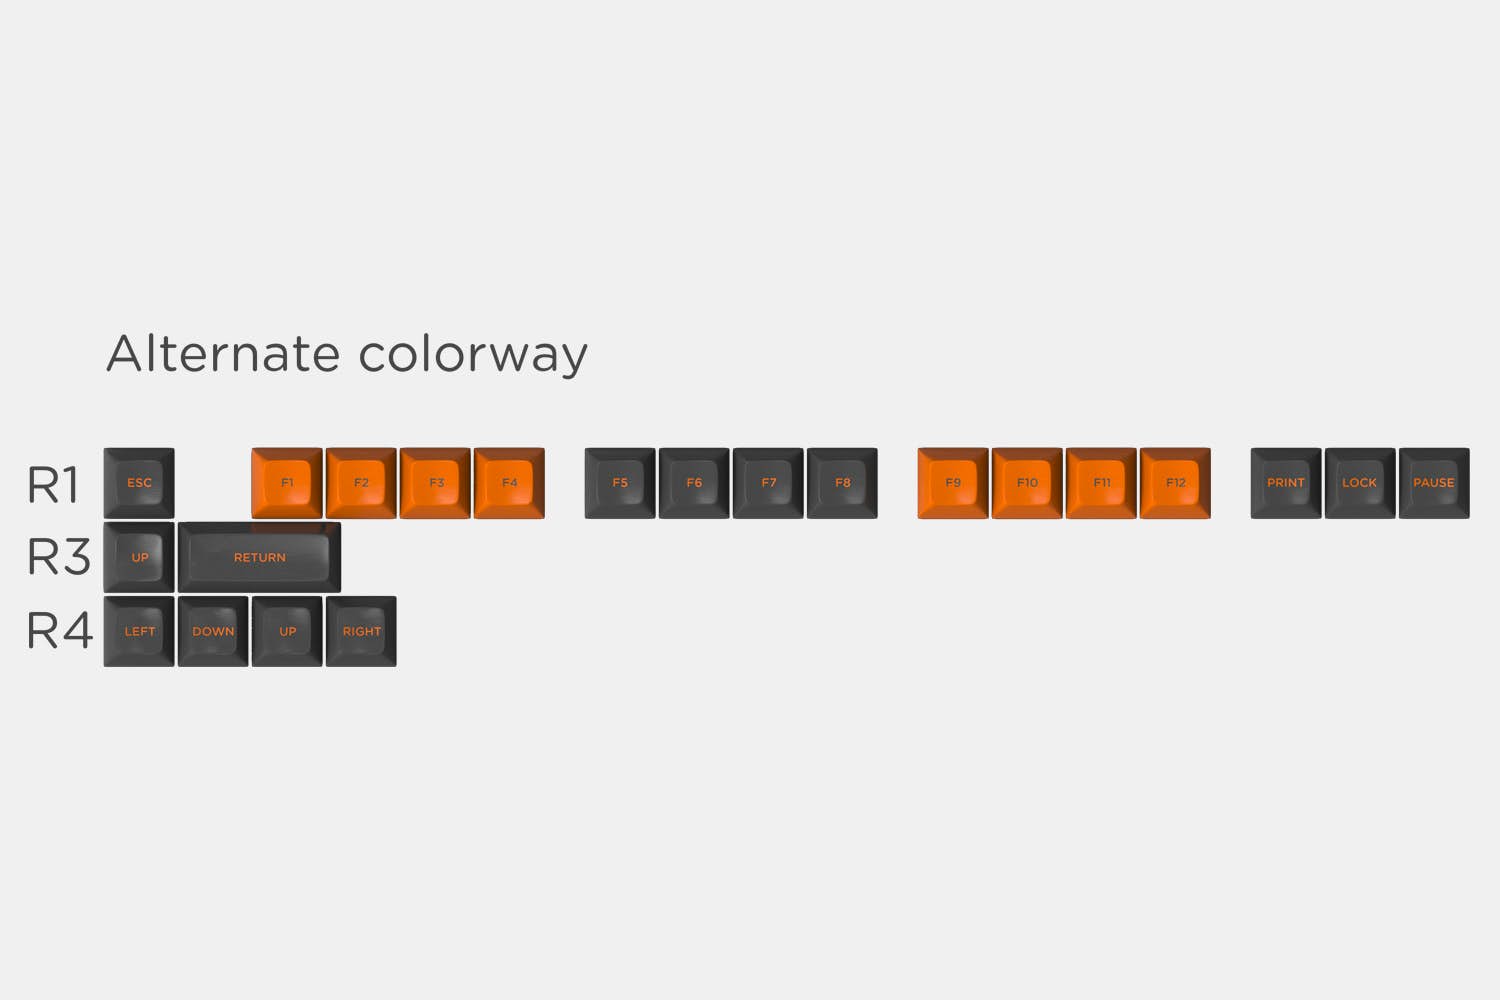 Alternate colorway
R1 ESC F1 F2 F3 F4 F5 F6 F7 F8 F9 F10 F11 F12 PRINT LOCK PAUSE
R3 UP RETURN
R4 LEFT DOWN UP RIGHT